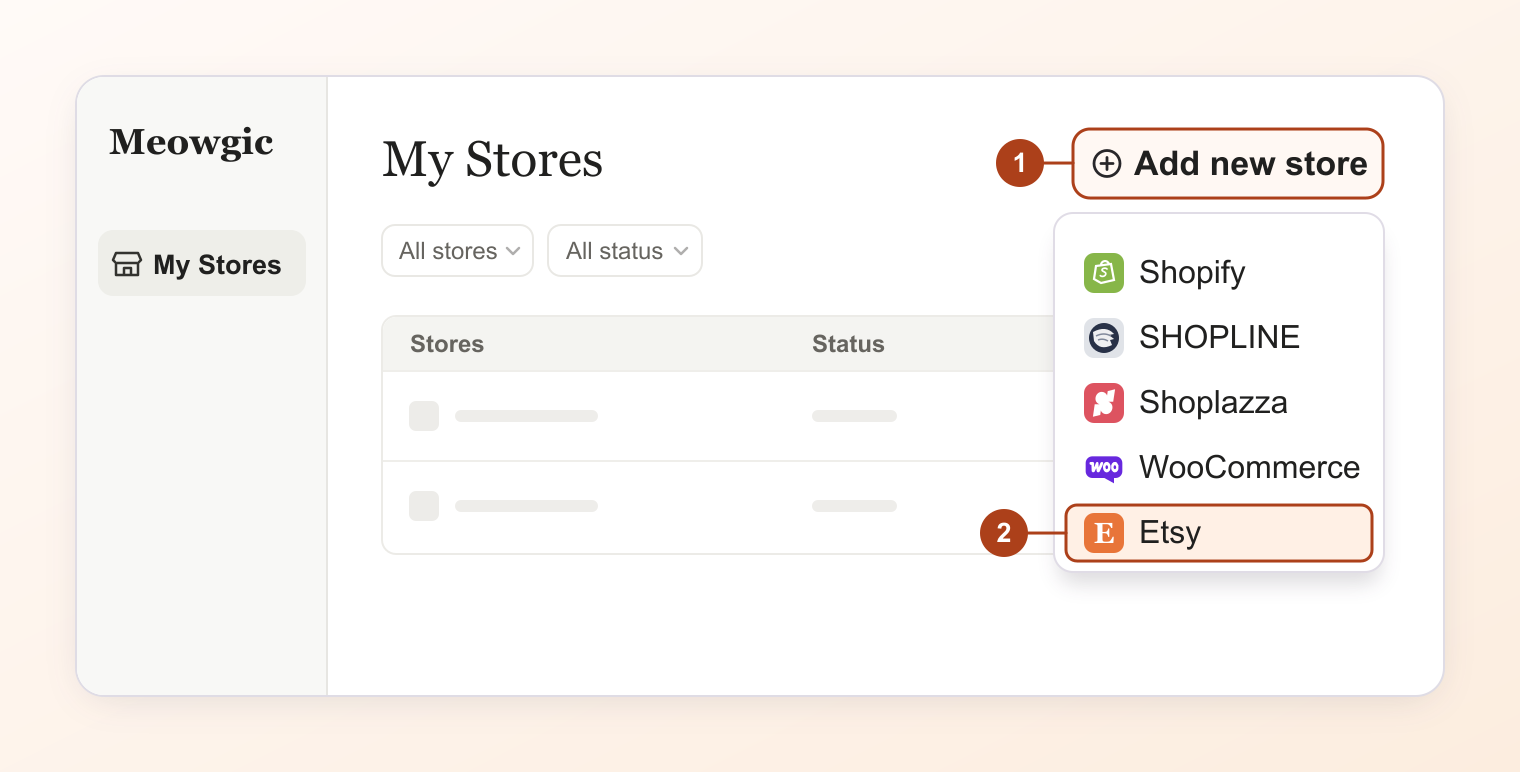 Meowgic
My Stores
My Stores
1
Add new store
All stores
All status
Stores
Status
Shopify
SHOPLINE
Shoplazza
WOO
WooCommerce
2
E
Etsy